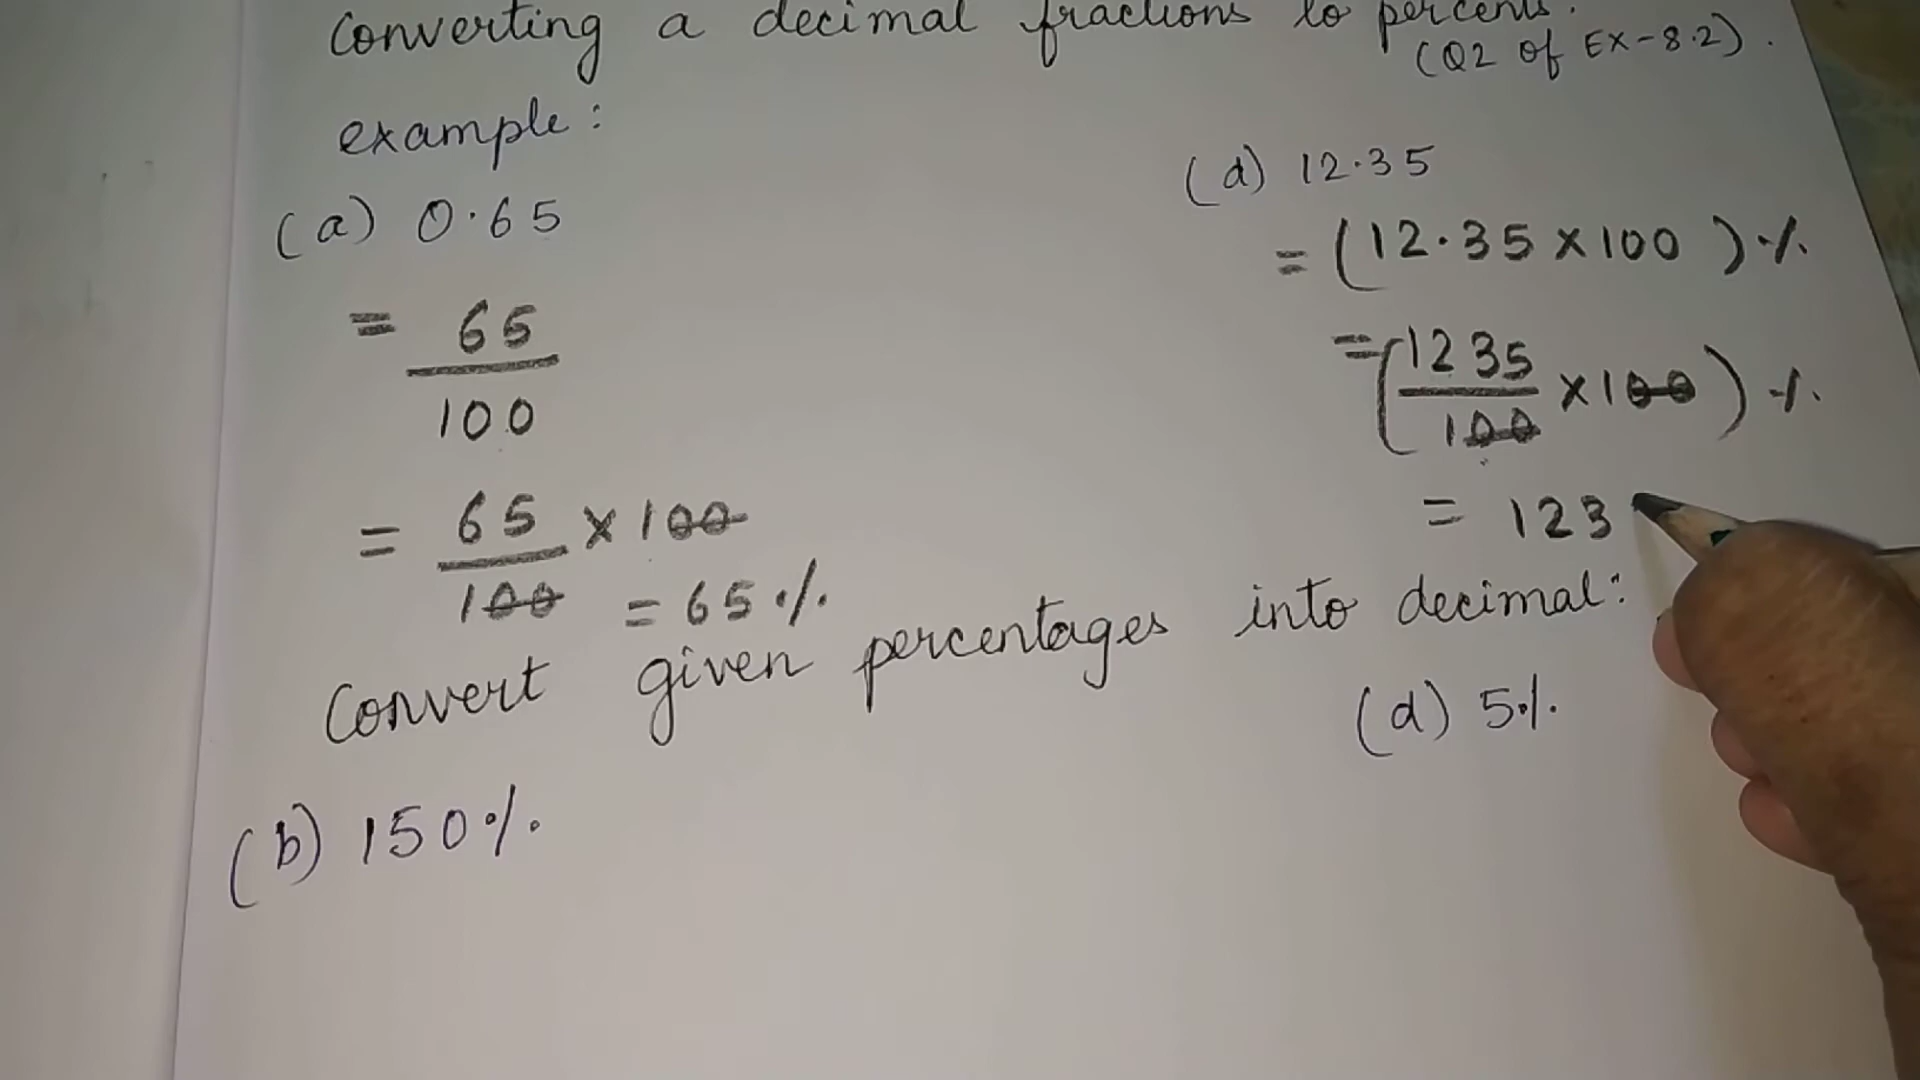 Converting a decimal fractions to percents.
(Q2 of EX-8.2).
example:
(a) 0.65
= 65/100
= 65/100 × 100
= 65%
(d) 12.35
= (12.35 × 100)%
= (1235/100 × 100)%
= 123
Convert given percentages into decimal:
(b) 150%
(d) 5%